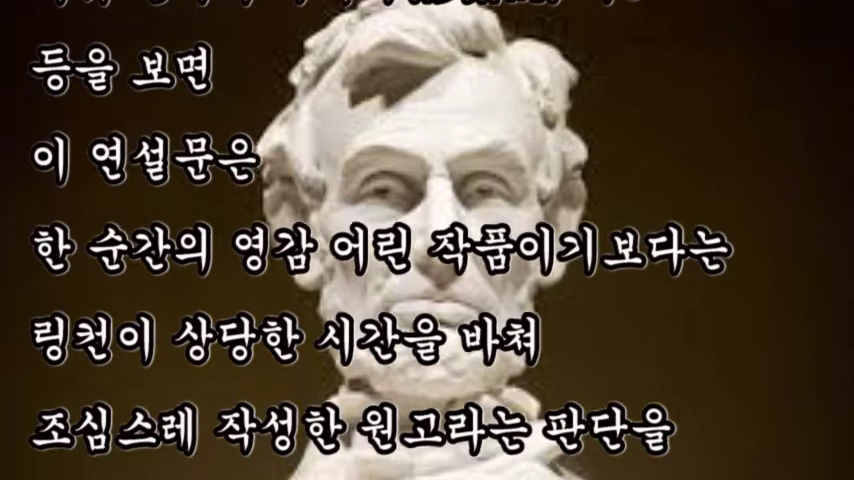 등을 보면
이 연설문은
한 순간의 영감 어린 작품이기보다는
링컨이 상당한 시간을 바쳐
조심스레 작성한 원고라는 판단을